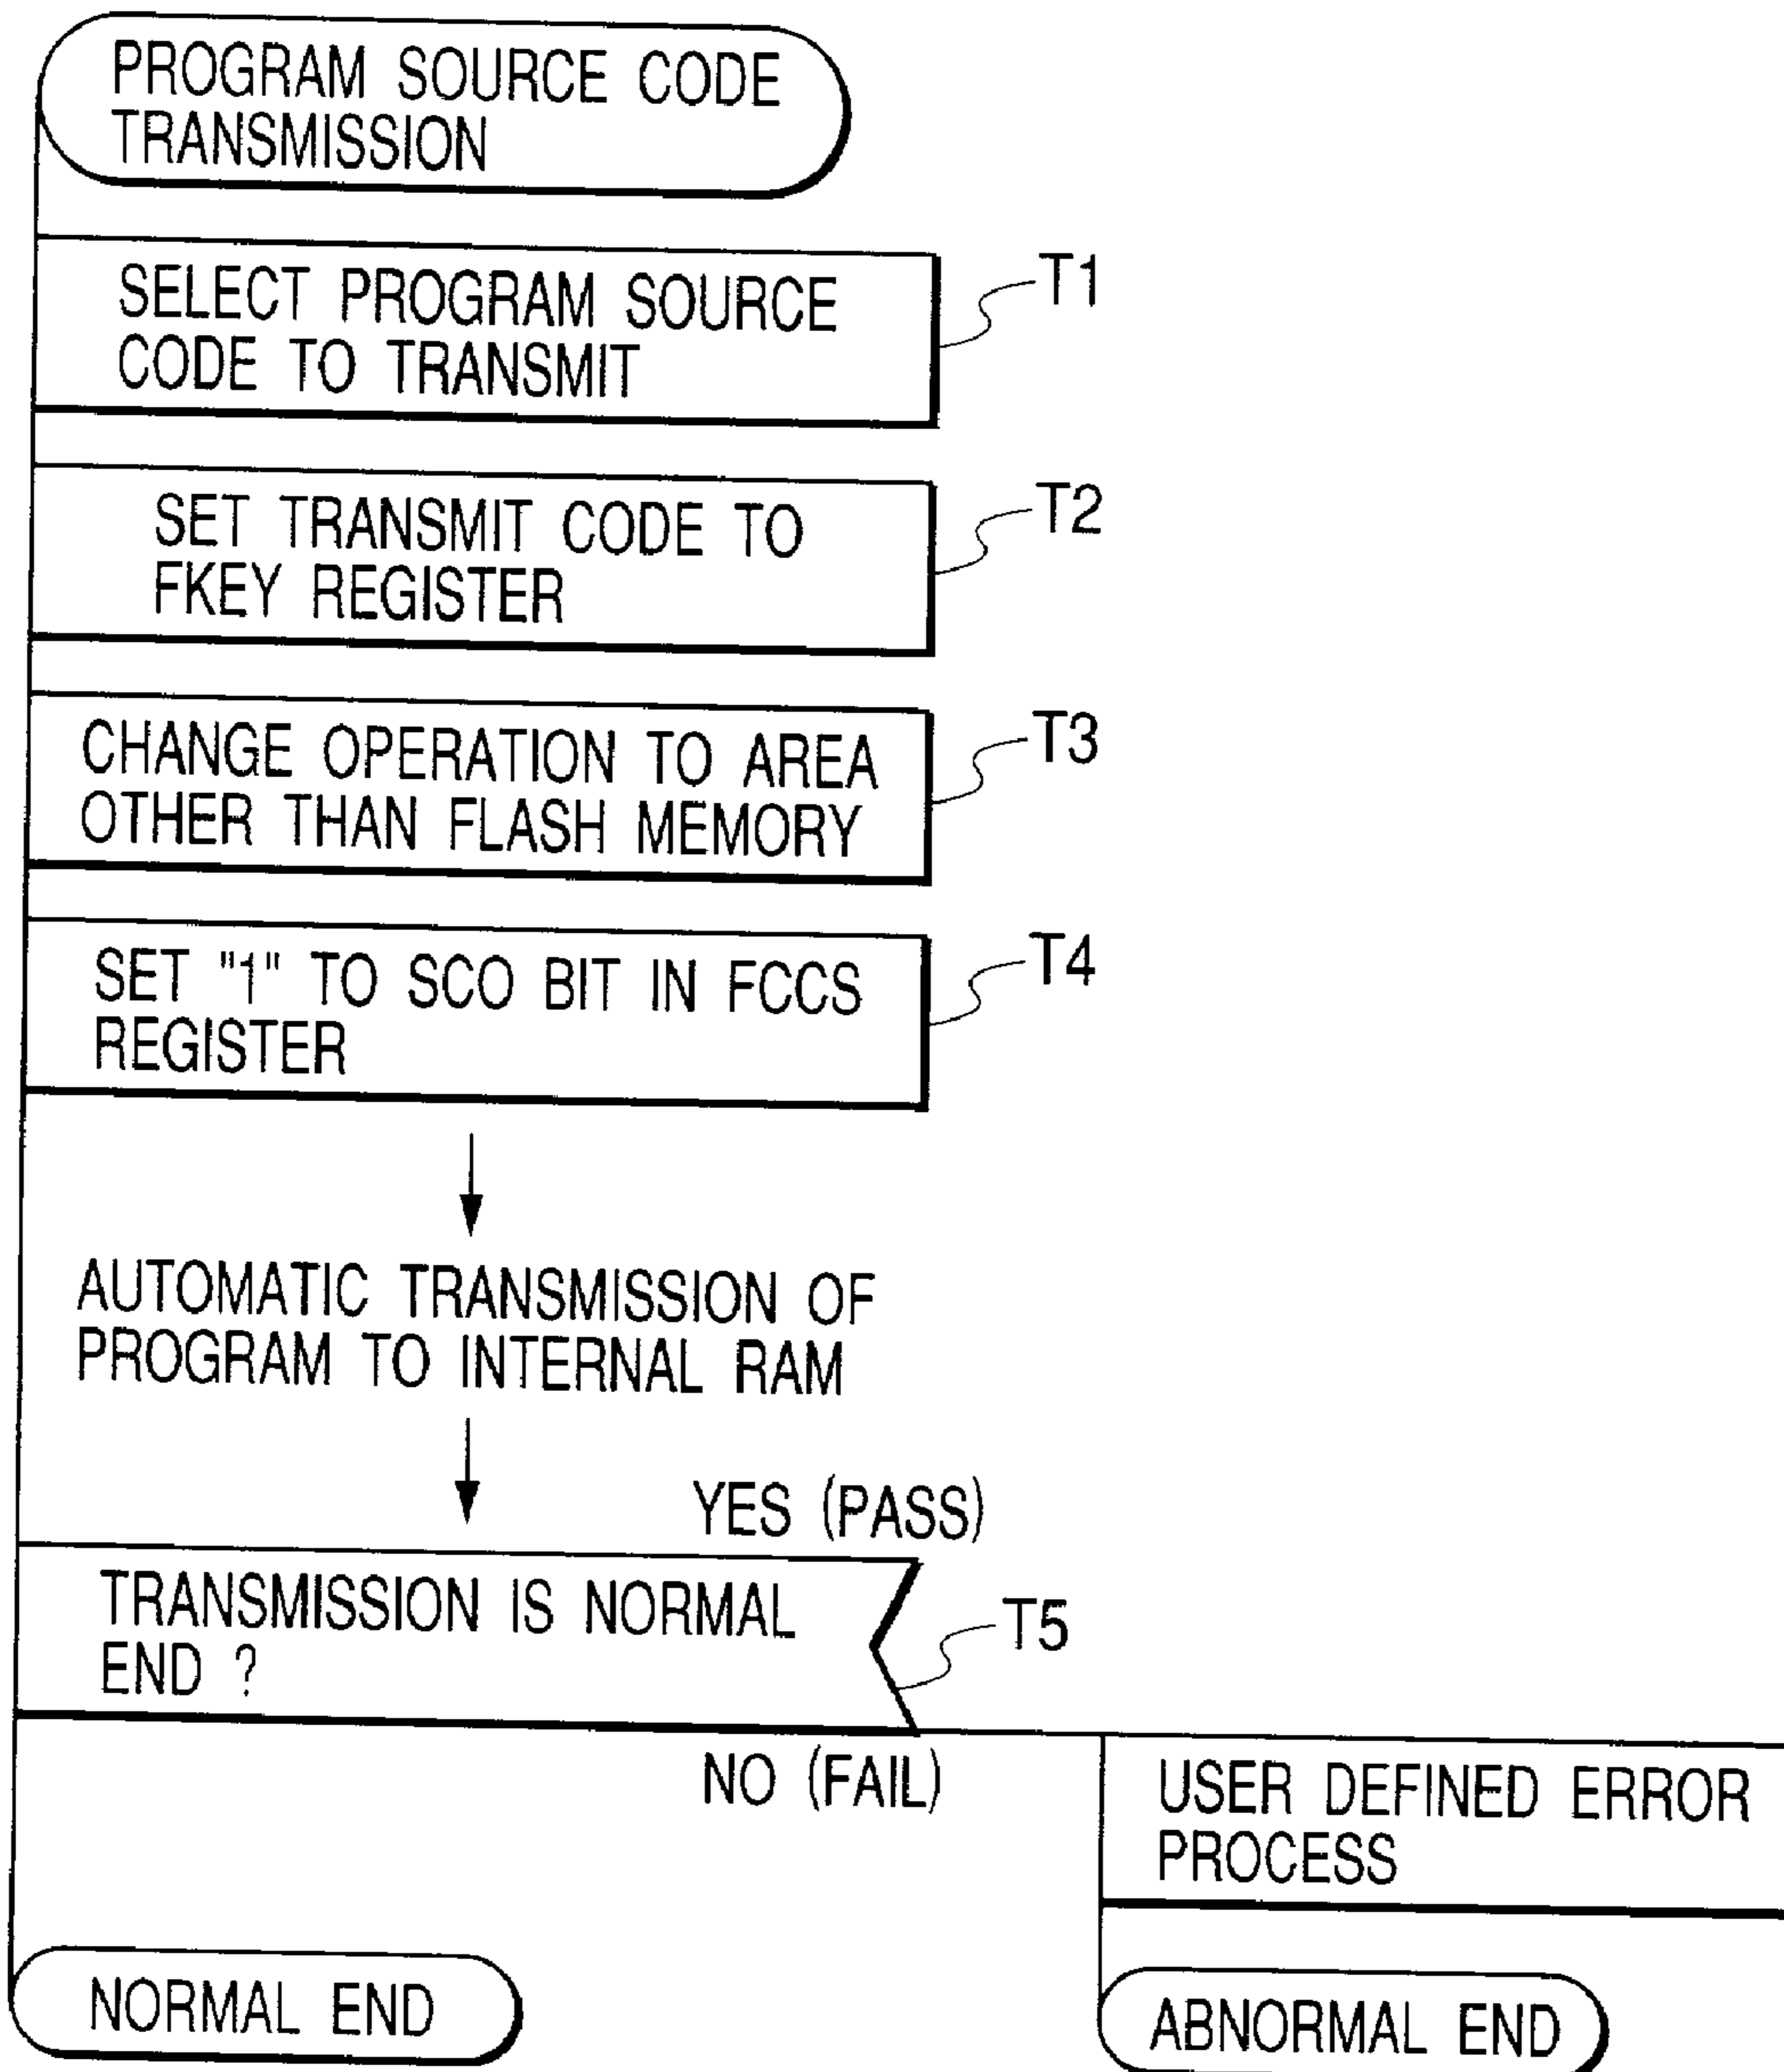 PROGRAM SOURCE CODE
TRANSMISSION
SELECT PROGRAM SOURCE
CODE TO TRANSMIT
T1
SET TRANSMIT CODE TO
FKEY REGISTER
T2
CHANGE OPERATION TO AREA
OTHER THAN FLASH MEMORY
T3
SET "1" TO SCO BIT IN FCCS
REGISTER
T4
AUTOMATIC TRANSMISSION OF
PROGRAM TO INTERNAL RAM
YES (PASS)
TRANSMISSION IS NORMAL
END ?
T5
NO (FAIL)
USER DEFINED ERROR
PROCESS
NORMAL END
ABNORMAL END